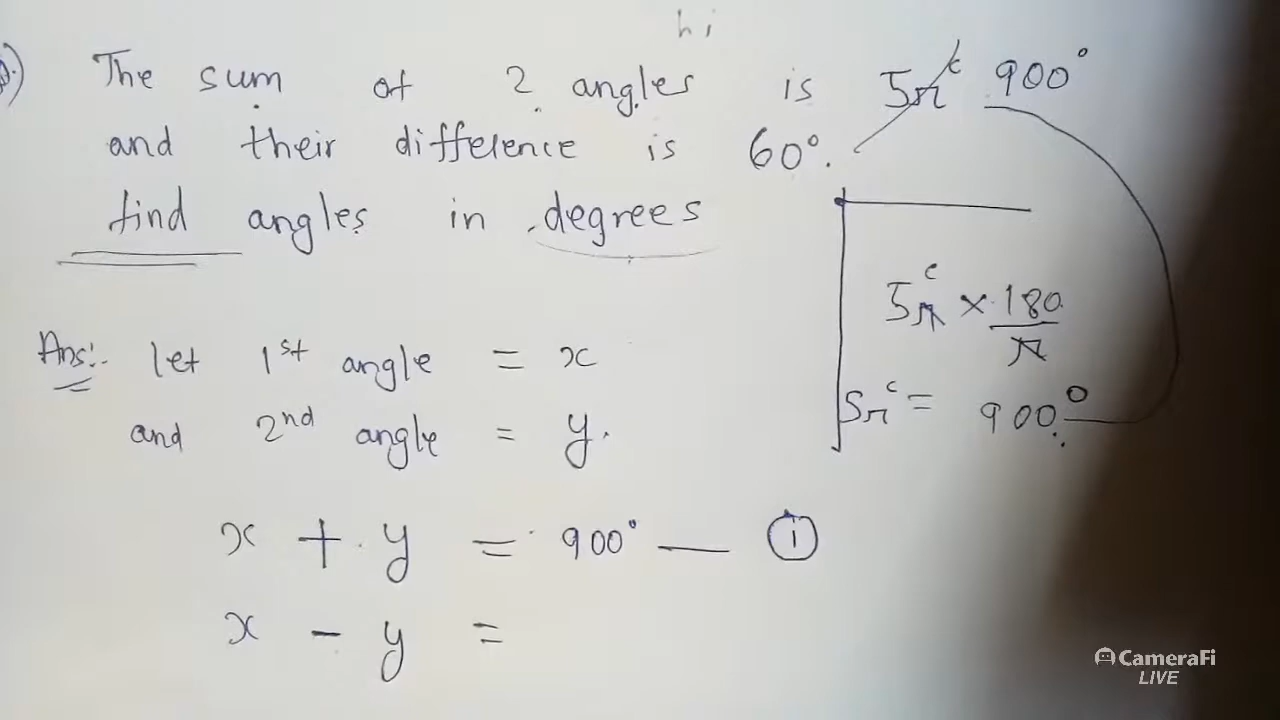 hi
The sum of 2 angles is 5π^c 900°
and their difference is 60°.
find angles in degrees
5π^c × 180/π
5π^c = 900°
Ans:- let 1st angle = x
and 2nd angle = y.
x + y = 900° — ①
x - y =
CameraFi
LIVE